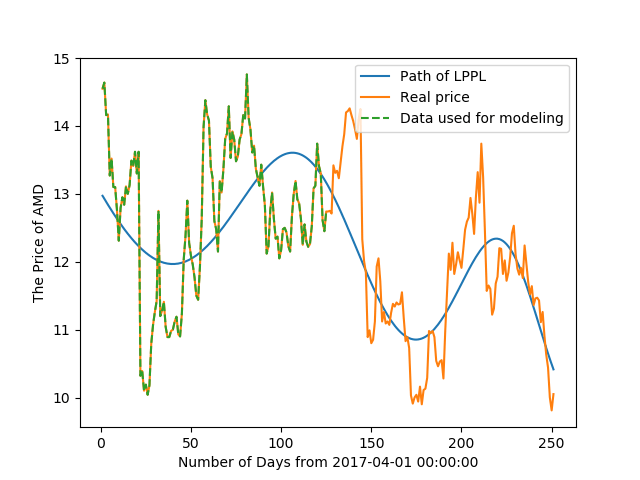 15
14
13
12
11
10
0
50
100
150
200
250
The Price of AMD
Number of Days from 2017-04-01 00:00:00
Path of LPPL
Real price
Data used for modeling